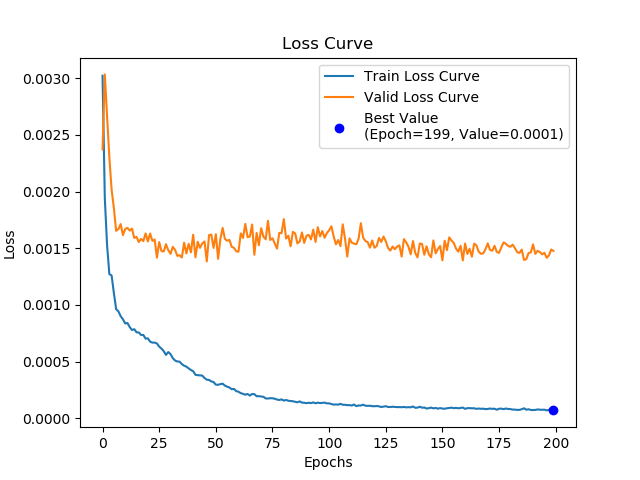 Loss Curve
Train Loss Curve
Valid Loss Curve
Best Value
(Epoch=199, Value=0.0001)
Loss
0.0030
0.0025
0.0020
0.0015
0.0010
0.0005
0.0000
0 25 50 75 100 125 150 175 200
Epochs